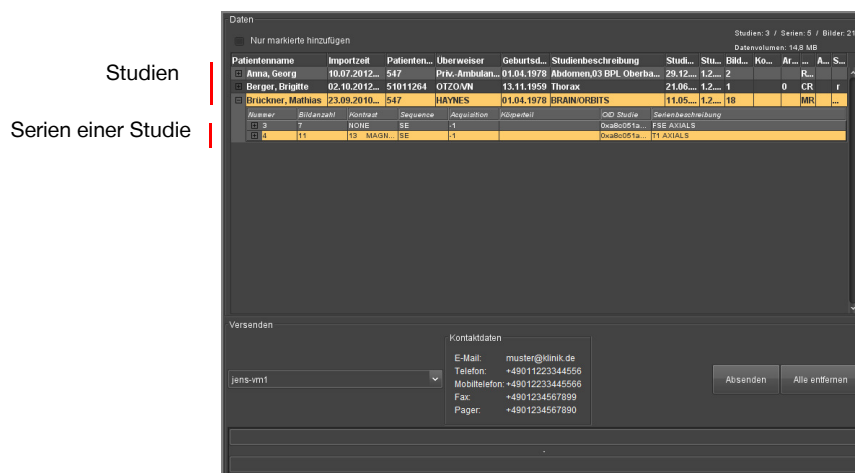 Daten
Nur markierte hinzufügen
Studien: 3 / Serien: 5 / Bilder: 21
Datenvolumen: 14,8 MB
Patientenname Importzeit Patienten... Überweiser Geburtsd... Studienbeschreibung Studi... Stu... Bild... Ko... Ar... ... A... S...
Studien
Anna, Georg 10.07.2012... 547 Priv.-Ambulan... 01.04.1978 Abdomen,03 BPL Oberba... 29.12.... 1.2.... 2 R...
Berger, Brigitte 02.10.2012... 51011264 OTZO/VN 13.11.1959 Thorax 21.06.... 1.2.... 1 0 CR r
Brückner, Mathias 23.09.2010... 547 HAYNES 01.04.1978 BRAIN/ORBITS 11.05.... 1.2.... 18 MR ...
Nummer Bildanzahl Kontrast Sequence Acquisition Körperteil OID Studie Serienbeschreibung
Serien einer Studie
3 7 NONE SE -1 0xa8c051a... FSE AXIALS
4 11 13 MAGN... SE -1 0xa8c051a... T1 AXIALS
Versenden
Kontaktdaten
E-Mail: muster@klinik.de
Telefon: +49011223344556
jens-vm1
Absenden
Alle entfernen
Mobiltelefon: +49012233445566
Fax: +4901234567899
Pager: +4901234567890